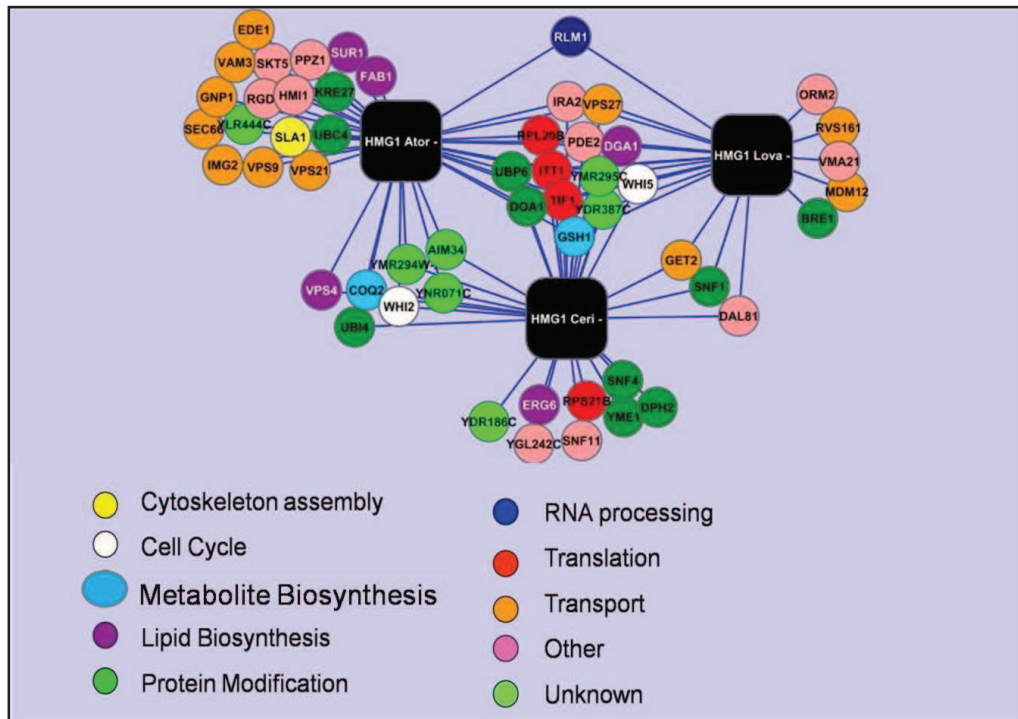 EDE1
SUR1
RLM1
VAM3
SKT5
PPZ1
FAB1
GNP1
RGD
HMI1
KRE27
IRA2
VPS27
ORM2
SEC66
YLR444C
SLA1
UBC4
HMG1 Ator -
RPL29B
PDE2
DGA1
HMG1 Lova -
RVS161
VMA21
IMG2
VPS9
VPS21
UBP6
ITT1
YMR295C
WHI5
MDM12
DOA1
TIF1
YDR387C
BRE1
GSH1
AIM34
YMR294W-
GET2
VPS4
COQ2
YNR071C
SNF1
WHI2
UBI4
HMG1 Ceri -
DAL81
SNF4
ERG6
RPS21B
DPH2
YDR186C
YME1
YGL242C
SNF11
Cytoskeleton assembly
Cell Cycle
Metabolite Biosynthesis
Lipid Biosynthesis
Protein Modification
RNA processing
Translation
Transport
Other
Unknown